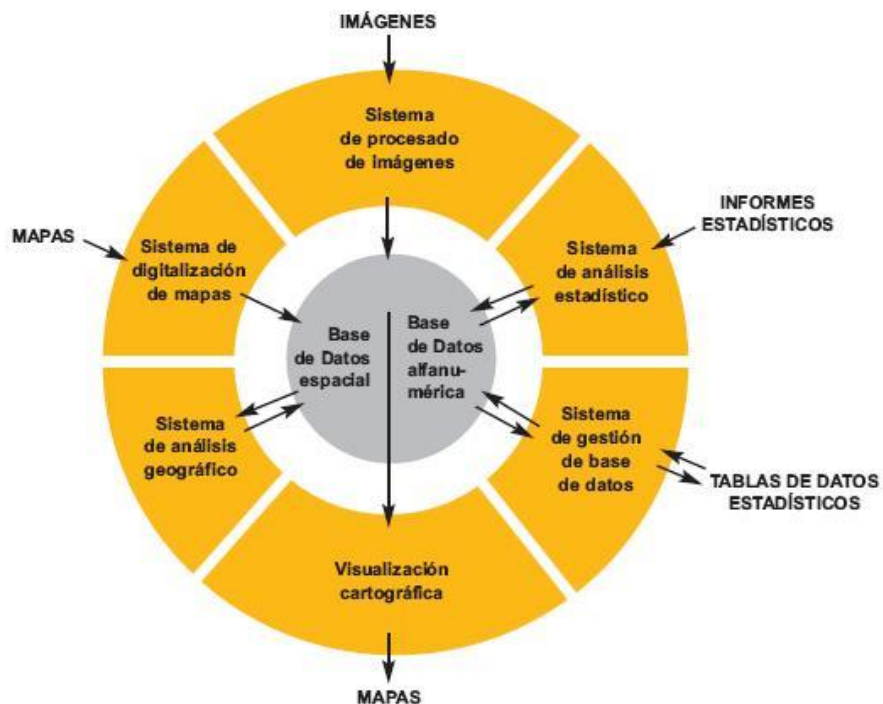 IMÁGENES
Sistema
de procesado
de imágenes
MAPAS
Sistema de
digitalización
de mapas
INFORMES
ESTADÍSTICOS
Sistema
de análisis
estadístico
Base
de Datos
espacial
Base
de Datos
alfanu-
mérica
Sistema
de análisis
geográfico
Sistema
de gestión
de base
de datos
TABLAS DE DATOS
ESTADÍSTICOS
Visualización
cartográfica
MAPAS